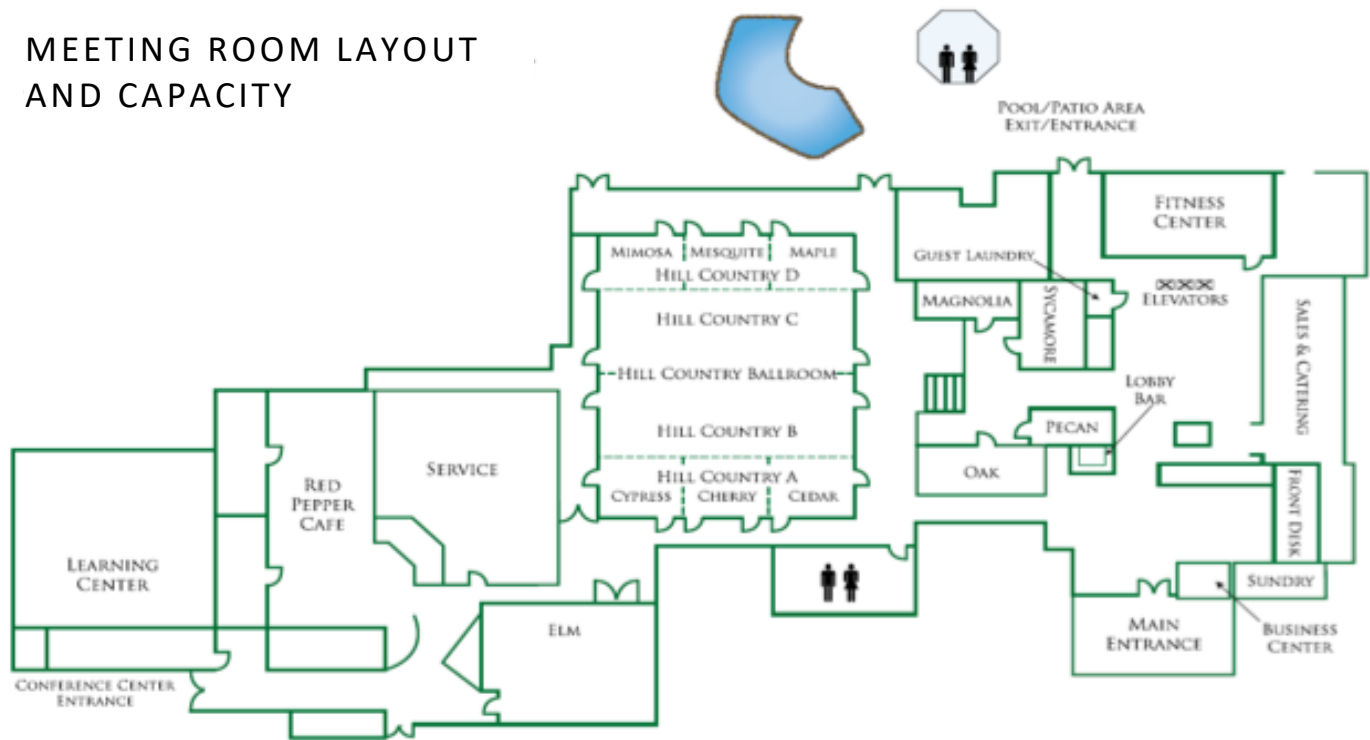 MEETING ROOM LAYOUT
AND CAPACITY
POOL/PATIO AREA
EXIT/ENTRANCE
FITNESS
CENTER
MIMOSA
MESQUITE
MAPLE
HILL COUNTRY D
GUEST LAUNDRY
MAGNOLIA
SYCAMORE
ELEVATORS
HILL COUNTRY C
SALES & CATERING
HILL COUNTRY BALLROOM
LOBBY
BAR
HILL COUNTRY B
PECAN
SERVICE
HILL COUNTRY A
CYPRESS
CHERRY
CEDAR
OAK
RED
PEPPER
CAFE
FRONT DESK
LEARNING
CENTER
SUNDRY
ELM
MAIN
ENTRANCE
BUSINESS
CENTER
CONFERENCE CENTER
ENTRANCE